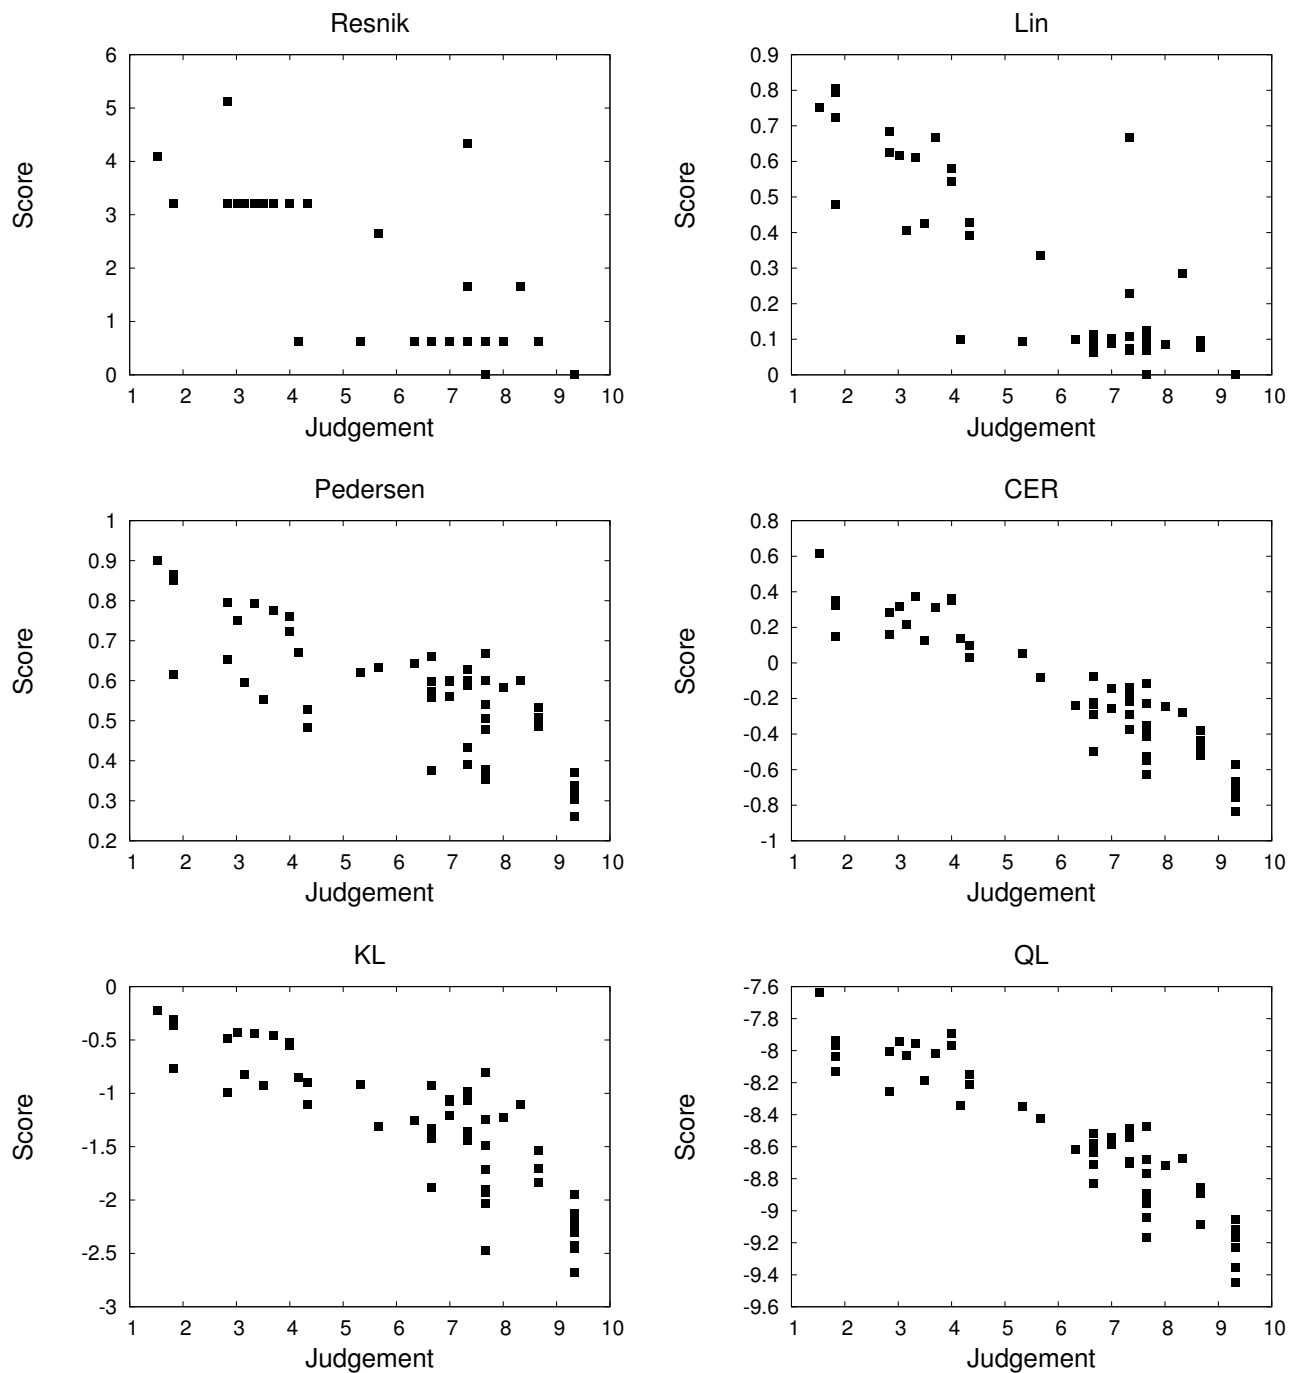 Resnik
6
5
4
3
2
1
0
Score
1 2 3 4 5 6 7 8 9 10
Judgement
Lin
0.9
0.8
0.7
0.6
0.5
0.4
0.3
0.2
0.1
0
Score
1 2 3 4 5 6 7 8 9 10
Judgement
Pedersen
1
0.9
0.8
0.7
0.6
0.5
0.4
0.3
0.2
Score
1 2 3 4 5 6 7 8 9 10
Judgement
CER
0.8
0.6
0.4
0.2
0
-0.2
-0.4
-0.6
-0.8
-1
Score
1 2 3 4 5 6 7 8 9 10
Judgement
KL
0
-0.5
-1
-1.5
-2
-2.5
-3
Score
1 2 3 4 5 6 7 8 9 10
Judgement
QL
-7.6
-7.8
-8
-8.2
-8.4
-8.6
-8.8
-9
-9.2
-9.4
-9.6
Score
1 2 3 4 5 6 7 8 9 10
Judgement